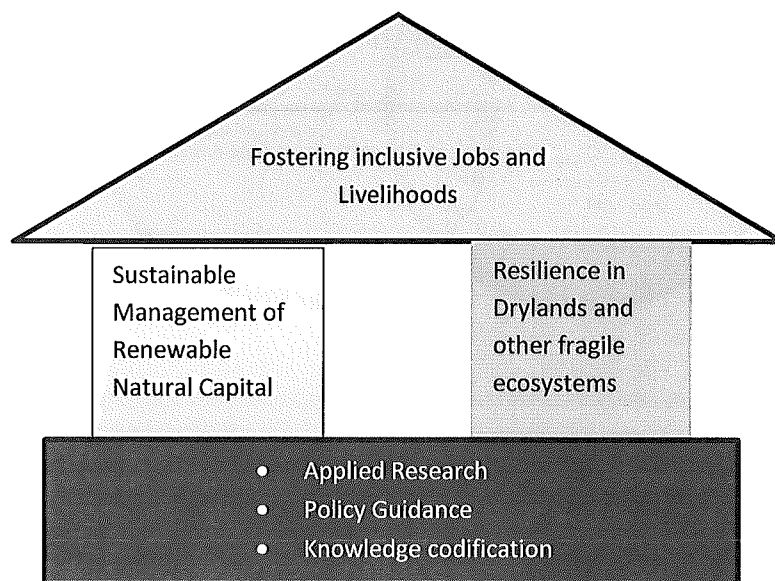 Fostering inclusive Jobs and
Livelihoods
Sustainable
Management of
Renewable
Natural Capital
Resilience in
Drylands and
other fragile
ecosystems
• Applied Research
• Policy Guidance
• Knowledge codification